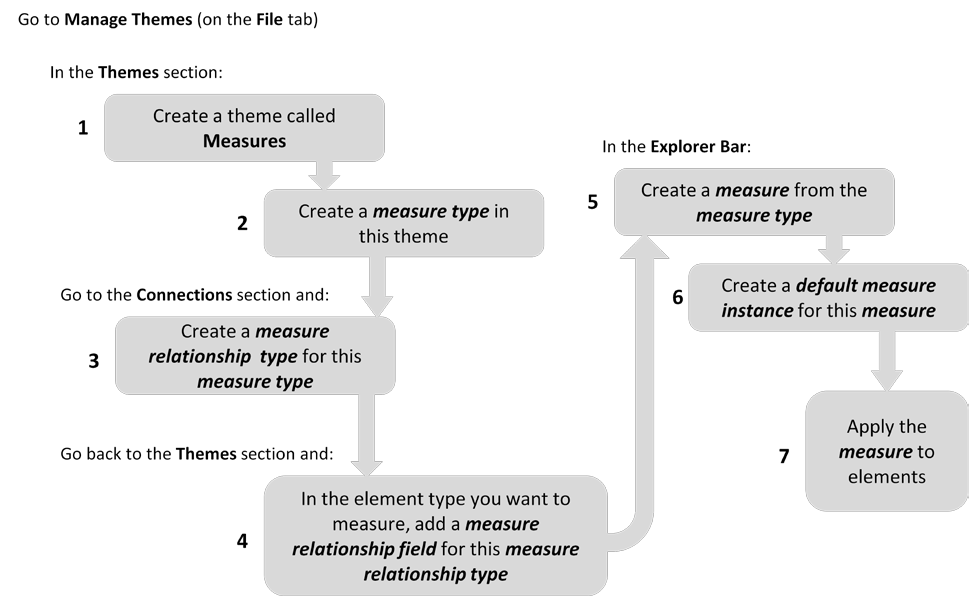 Go to Manage Themes (on the File tab)
In the Themes section:
1
Create a theme called
Measures
2
Create a measure type in
this theme
Go to the Connections section and:
3
Create a measure
relationship type for this
measure type
Go back to the Themes section and:
4
In the element type you want to
measure, add a measure
relationship field for this measure
relationship type
In the Explorer Bar:
5
Create a measure from the
measure type
6
Create a default measure
instance for this measure
7
Apply the
measure to
elements